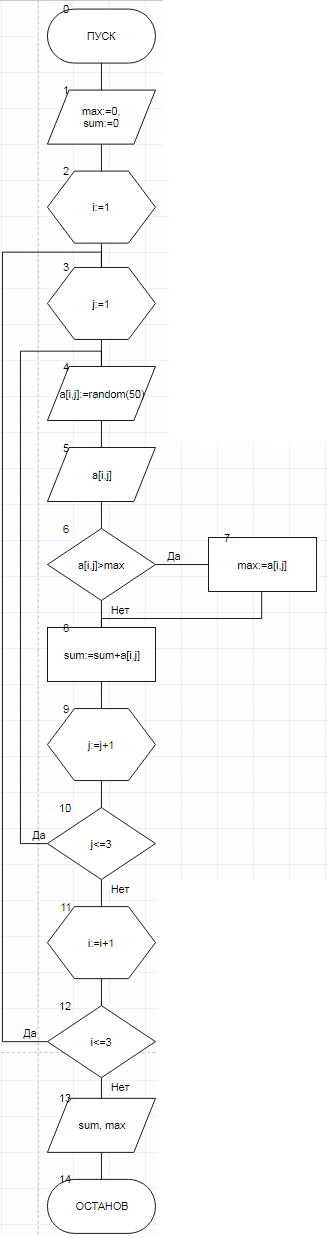 0
ПУСК
1
max:=0,
sum:=0
2
i:=1
3
j:=1
4
a[i,j]:=random(50)
5
a[i,j]
6
a[i,j]>max
Да
7
max:=a[i,j]
Нет
8
sum:=sum+a[i,j]
9
j:=j+1
10
j<=3
Да
Нет
11
i:=i+1
12
i<=3
Да
Нет
13
sum, max
14
ОСТАНОВ